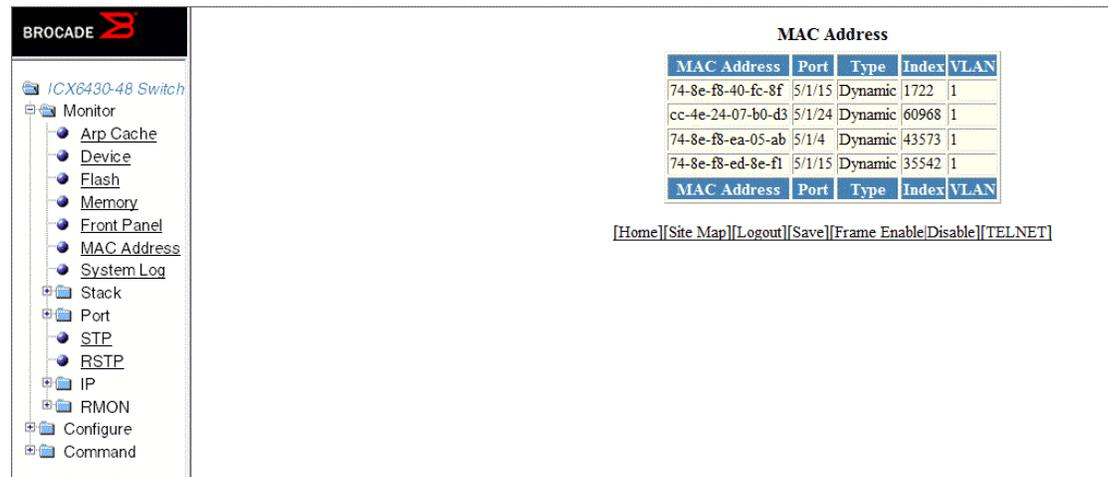 BROCADE
ICX6430-48 Switch
Monitor
Arp Cache
Device
Flash
Memory
Front Panel
MAC Address
System Log
Stack
Port
STP
RSTP
IP
RMON
Configure
Command
MAC Address
MAC Address Port Type Index VLAN
74-8e-f8-40-fc-8f 5/1/15 Dynamic 1722 1
cc-4e-24-07-b0-d3 5/1/24 Dynamic 60968 1
74-8e-f8-ea-05-ab 5/1/4 Dynamic 43573 1
74-8e-f8-ed-8e-f1 5/1/15 Dynamic 35542 1
MAC Address Port Type Index VLAN
[Home][Site Map][Logout][Save][Frame Enable|Disable][TELNET]